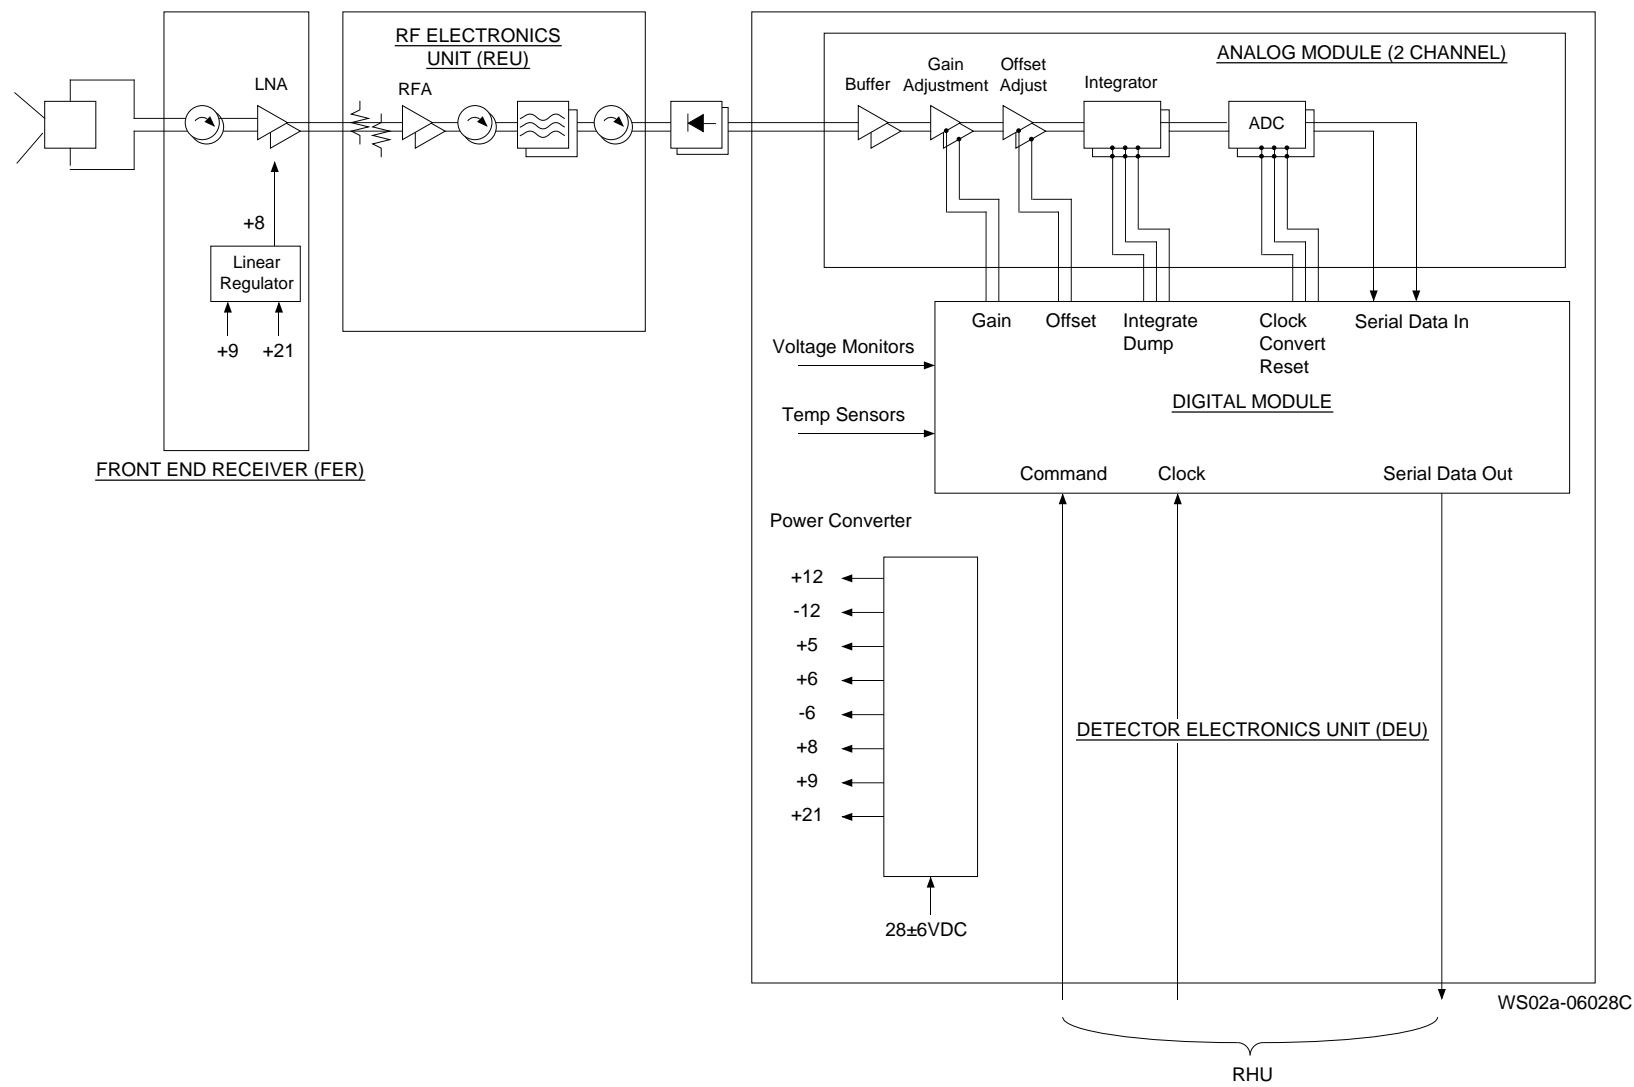 RF ELECTRONICS
UNIT (REU)
LNA
RFA
+8
Linear
Regulator
+9
+21
FRONT END RECEIVER (FER)
ANALOG MODULE (2 CHANNEL)
Buffer
Gain
Adjustment
Offset
Adjust
Integrator
ADC
Gain
Offset
Integrate
Dump
Clock
Convert
Reset
Serial Data In
Voltage Monitors
Temp Sensors
DIGITAL MODULE
Command
Clock
Serial Data Out
Power Converter
+12
-12
+5
+6
-6
+8
+9
+21
28±6VDC
DETECTOR ELECTRONICS UNIT (DEU)
WS02a-06028C
RHU